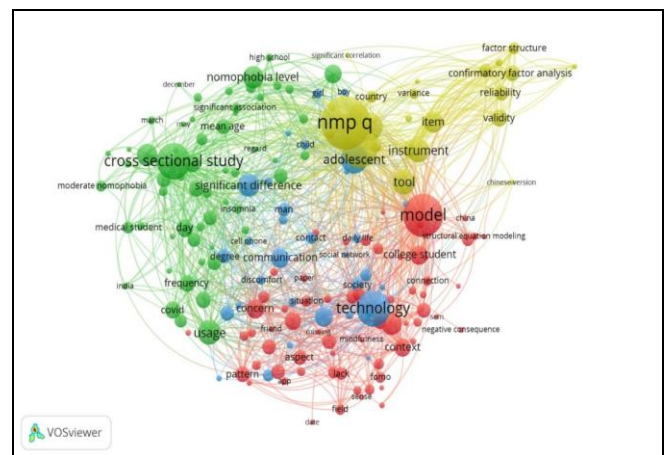 factor structure
high school
significant correlation
nomophobia level
confirmatory factor analysis
december
girl
boy
country
variance
reliability
significant association
march
may
mean age
nmp q
item
validity
regard
child
cross sectional study
adolescent
instrument
moderate nomophobia
significant difference
tool
chinese version
insomnia
man
model
china
medical student
day
cell phone
contact
daily life
structural equation modeling
degree
communication
social network
college student
india
frequency
discomfort
paper
society
connection
covid
concern
situation
technology
sem
usage
friend
consent
mindfulness
negative consequence
aspect
context
pattern
app
lack
fomo
sense
field
date
VOSviewer